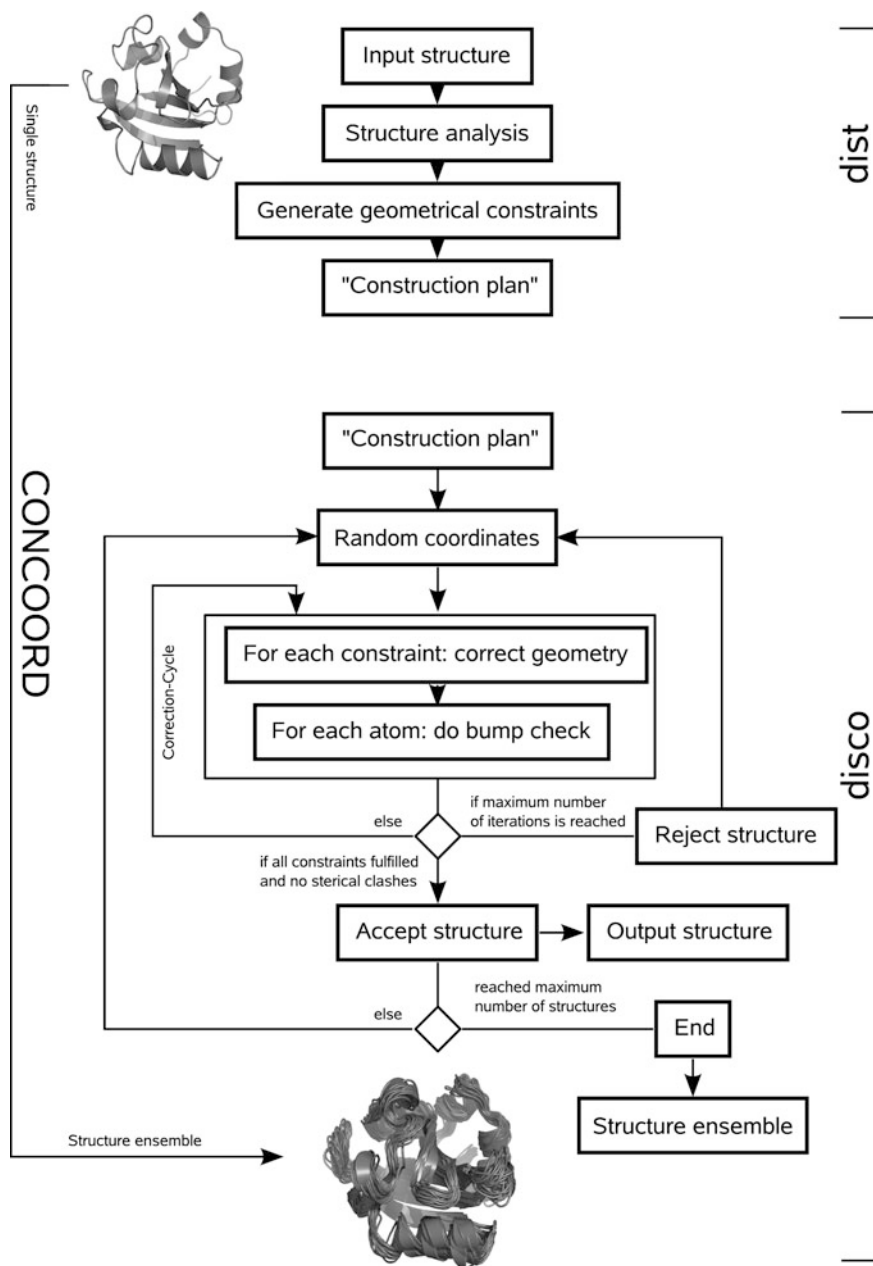 Input structure
Structure analysis
Generate geometrical constraints
"Construction plan"
dist
Single structure
CONCOORD
"Construction plan"
Random coordinates
Correction-Cycle
For each constraint: correct geometry
For each atom: do bump check
disco
else
if maximum number
of iterations is reached
Reject structure
if all constraints fulfilled
and no sterical clashes
Accept structure
Output structure
reached maximum
number of structures
else
End
Structure ensemble
Structure ensemble